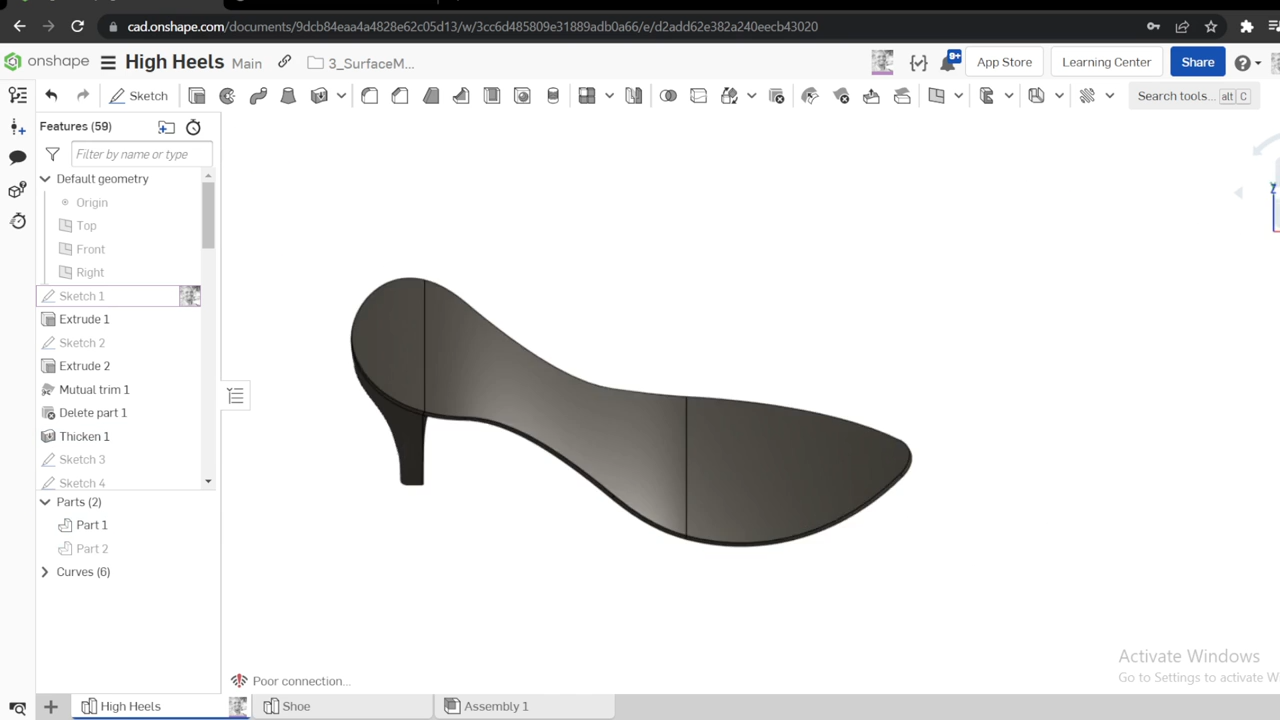 cad.onshape.com/documents/9dcb84eaa4a4828e62c05d13/w/3cc6d485809e31889adb0a66/e/d2add62e382a240eecb43020
onshape High Heels Main 3_SurfaceM... 9+ App Store Learning Center Share
Sketch Search tools... alt C
Features (59)
Filter by name or type
Default geometry
Origin
Top
Front
Right
Sketch 1
Extrude 1
Sketch 2
Extrude 2
Mutual trim 1
Delete part 1
Thicken 1
Sketch 3
Sketch 4
Parts (2)
Part 1
Part 2
Curves (6)
Z
Poor connection...
Activate Windows
Go to Settings to activate W
High Heels Shoe Assembly 1